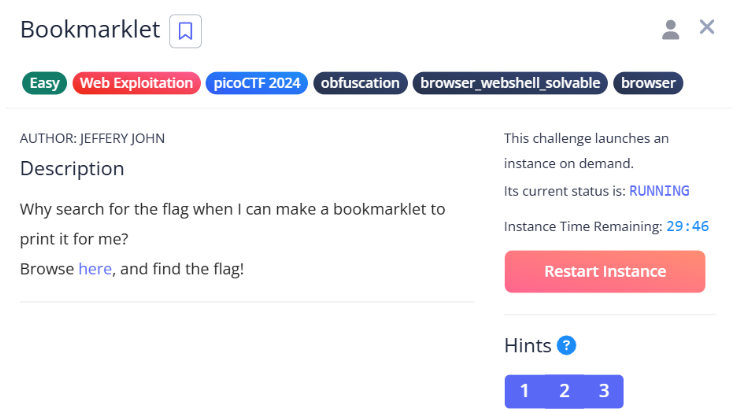 Bookmarklet
Easy Web Exploitation picoCTF 2024 obfuscation browser_webshell_solvable browser
AUTHOR: JEFFERY JOHN
Description
Why search for the flag when I can make a bookmarklet to
print it for me?
Browse here, and find the flag!
This challenge launches an
instance on demand.
Its current status is: RUNNING
Instance Time Remaining: 29:46
Restart Instance
Hints ?
1 2 3